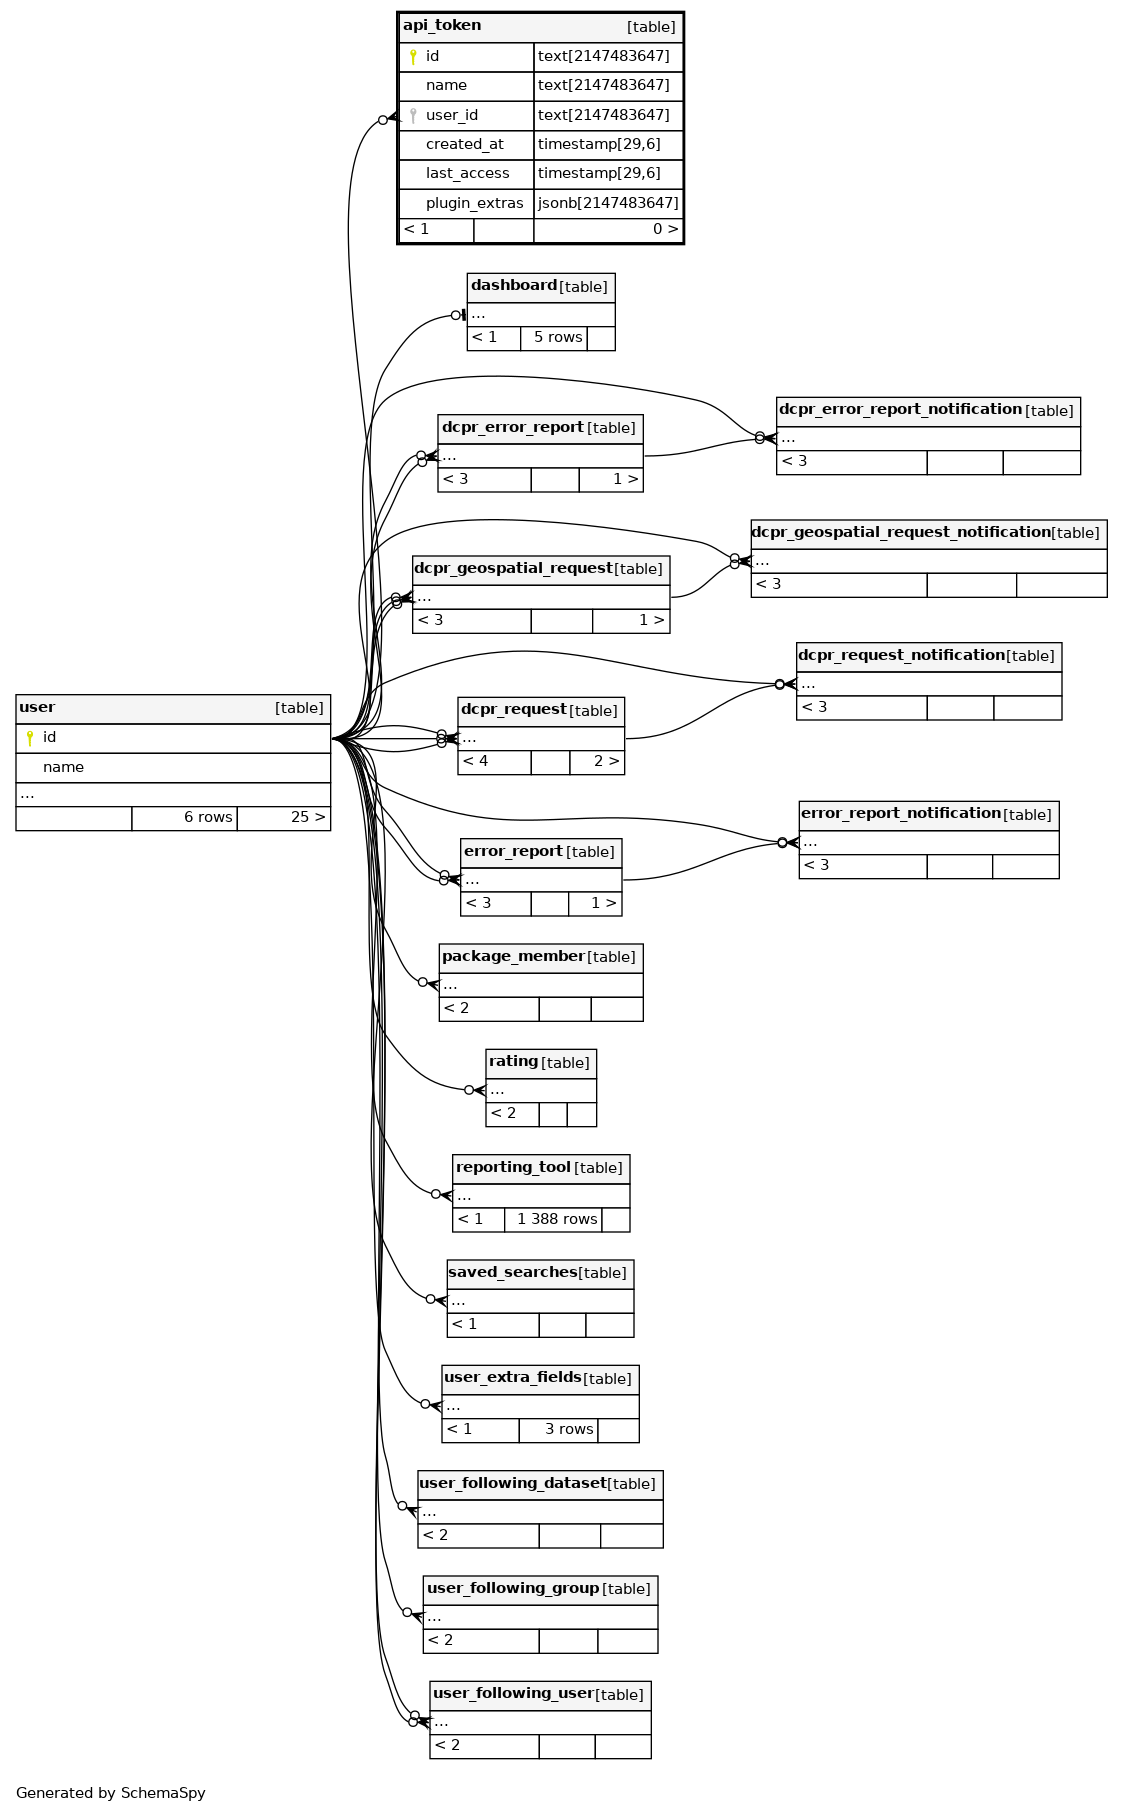 api_token [table]
id text[2147483647]
name text[2147483647]
user_id text[2147483647]
created_at timestamp[29,6]
last_access timestamp[29,6]
plugin_extras jsonb[2147483647]
< 1 0 >
dashboard [table]
...
< 1 5 rows
dcpr_error_report_notification [table]
...
< 3
dcpr_error_report [table]
...
< 3 1 >
dcpr_geospatial_request_notification [table]
...
< 3
dcpr_geospatial_request [table]
...
< 3 1 >
dcpr_request_notification [table]
...
< 3
user [table]
id
name
...
6 rows 25 >
dcpr_request [table]
...
< 4 2 >
error_report_notification [table]
...
< 3
error_report [table]
...
< 3 1 >
package_member [table]
...
< 2
rating [table]
...
< 2
reporting_tool [table]
...
< 1 1 388 rows
saved_searches [table]
...
< 1
user_extra_fields [table]
...
< 1 3 rows
user_following_dataset [table]
...
< 2
user_following_group [table]
...
< 2
user_following_user [table]
...
< 2
Generated by SchemaSpy